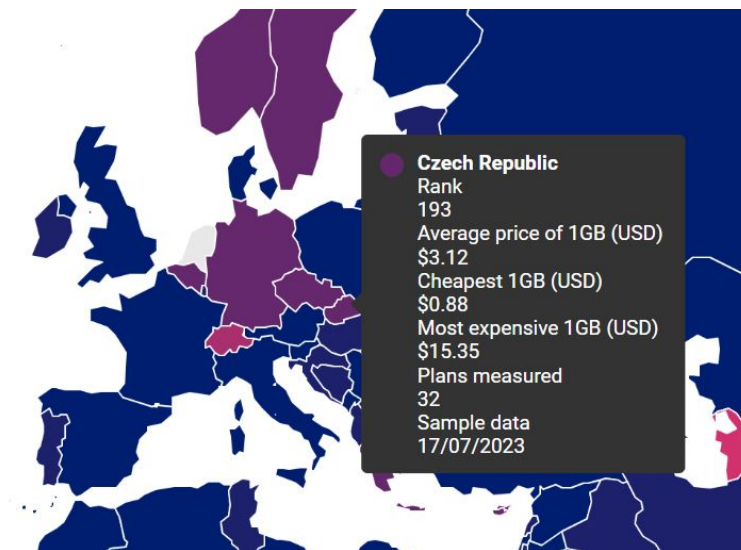 Czech Republic
Rank
193
Average price of 1GB (USD)
$3.12
Cheapest 1GB (USD)
$0.88
Most expensive 1GB (USD)
$15.35
Plans measured
32
Sample data
17/07/2023